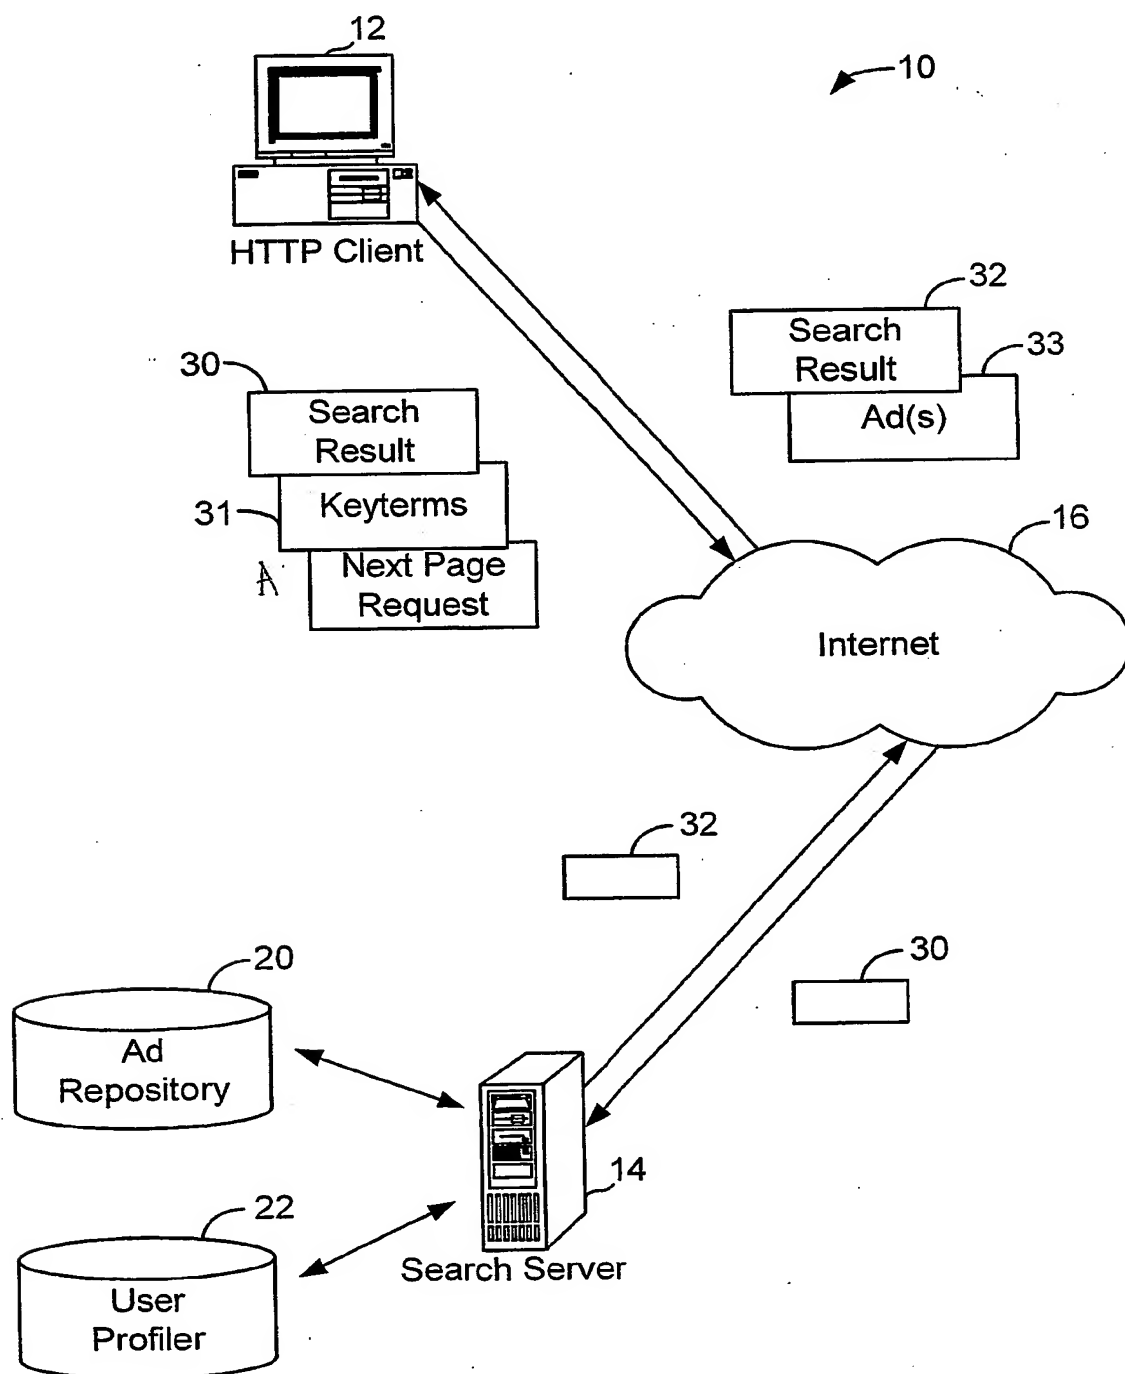 12
10
HTTP Client
32
Search
Result
33
Ad(s)
30
Search
Result
31
Keyterms
A
Next Page
Request
16
Internet
32
30
20
Ad
Repository
14
Search Server
22
User
Profiler